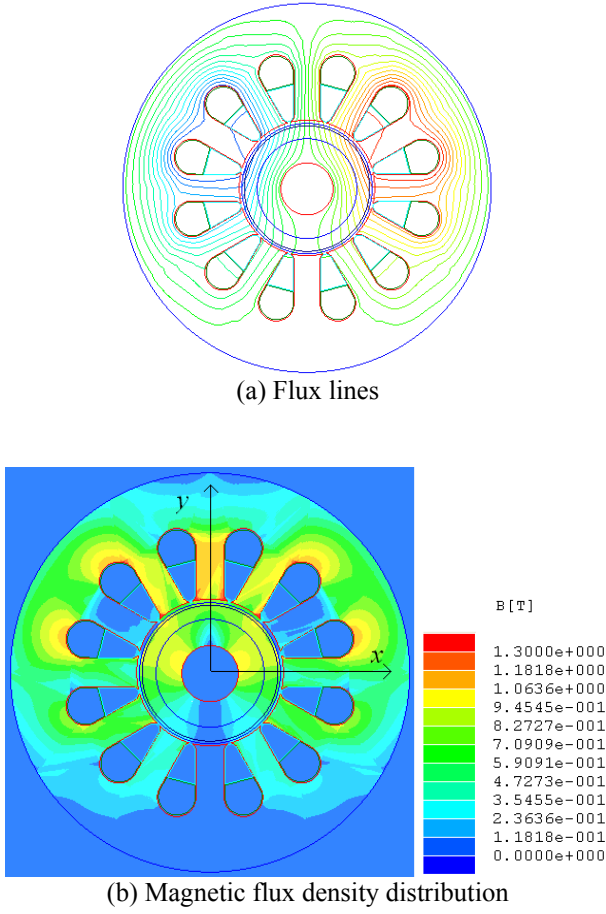 (a) Flux lines
y
x
B[T]
1.3000e+000
1.1818e+000
1.0636e+000
9.4545e-001
8.2727e-001
7.0909e-001
5.9091e-001
4.7273e-001
3.5455e-001
2.3636e-001
1.1818e-001
0.0000e+000
(b) Magnetic flux density distribution